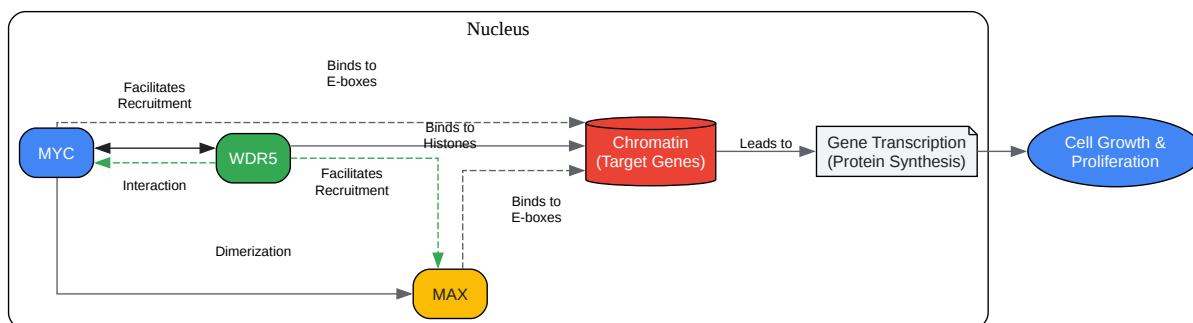 Nucleus
Binds to
E-boxes
Facilitates
Recruitment
MYC
WDR5
Binds to
Histones
Chromatin
(Target Genes)
Leads to
Gene Transcription
(Protein Synthesis)
Cell Growth &
Proliferation
Interaction
Facilitates
Recruitment
Binds to
E-boxes
Dimerization
MAX